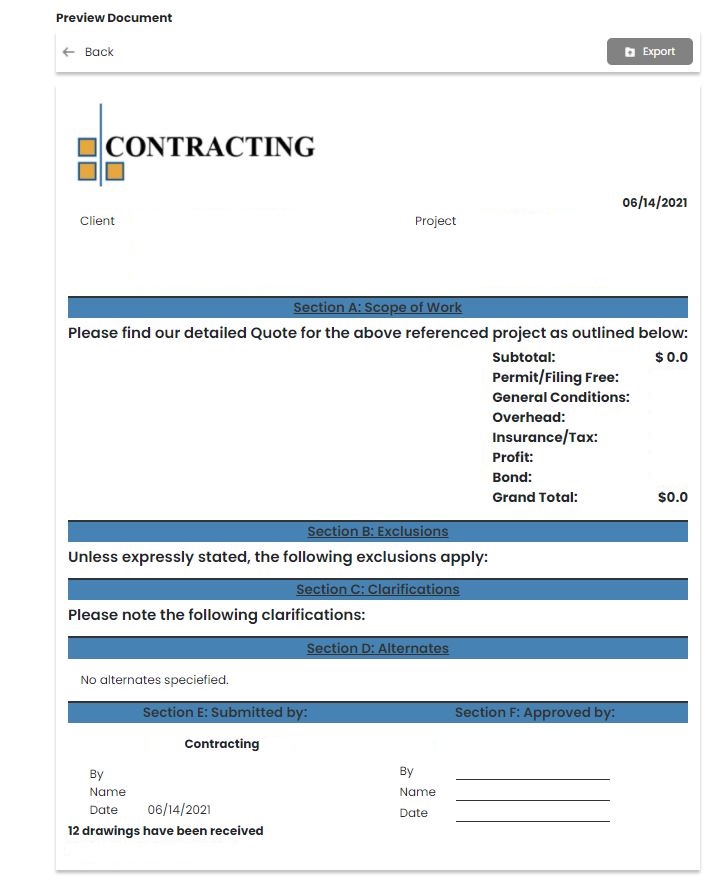 Preview Document
Back
Export
CONTRACTING
06/14/2021
Client Project
Section A: Scope of Work
Please find our detailed Quote for the above referenced project as outlined below:
Subtotal: $ 0.0
Permit/Filing Free:
General Conditions:
Overhead:
Insurance/Tax:
Profit:
Bond:
Grand Total: $0.0
Section B: Exclusions
Unless expressly stated, the following exclusions apply:
Section C: Clarifications
Please note the following clarifications:
Section D: Alternates
No alternates speciefied.
Section E: Submitted by: Section F: Approved by:
Contracting
By By
Name Name
Date 06/14/2021 Date
12 drawings have been received